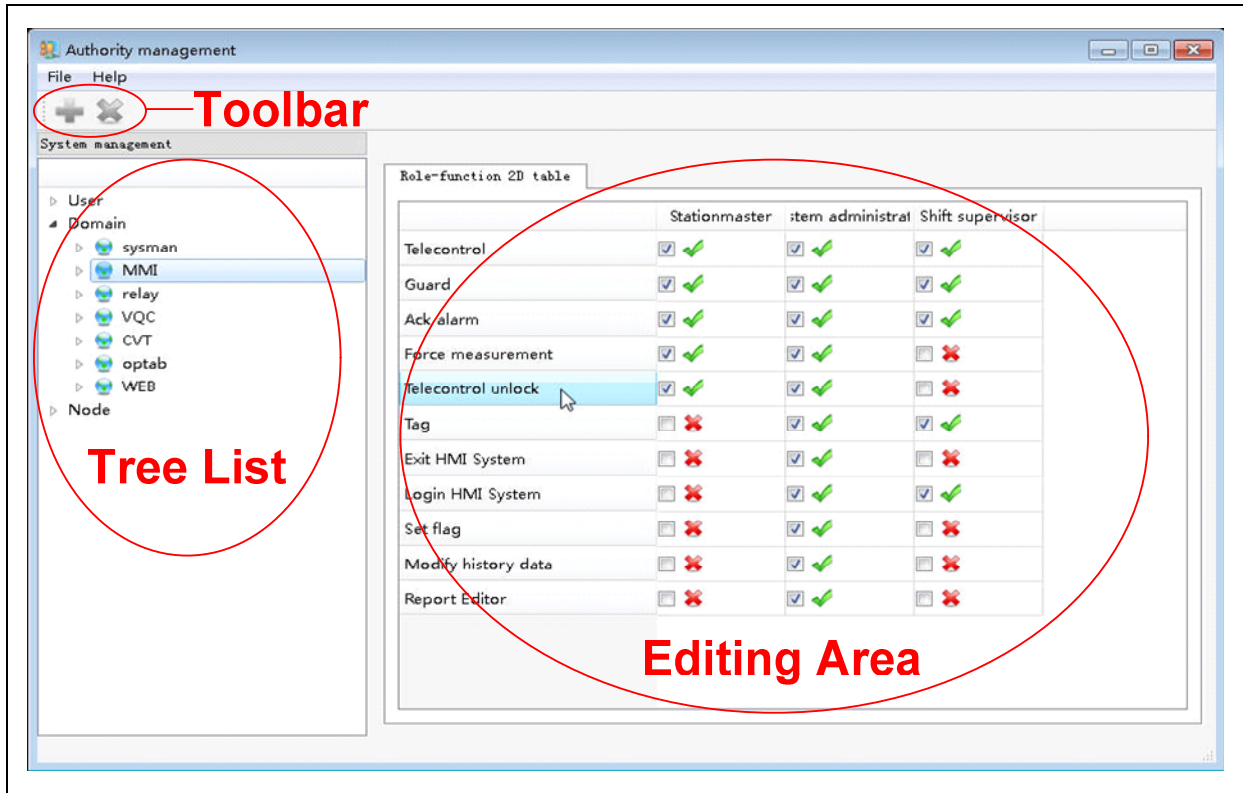 Authority management
File Help
Toolbar
System management
Role-function 2D table
User
Domain
sysman
MMI
relay
VQC
CVT
optab
WEB
Node
Tree List
Stationmaster stem administrat Shift supervisor
Telecontrol
Guard
Ack alarm
Force measurement
Telecontrol unlock
Tag
Exit HMI System
Login HMI System
Set flag
Modify history data
Report Editor
Editing Area